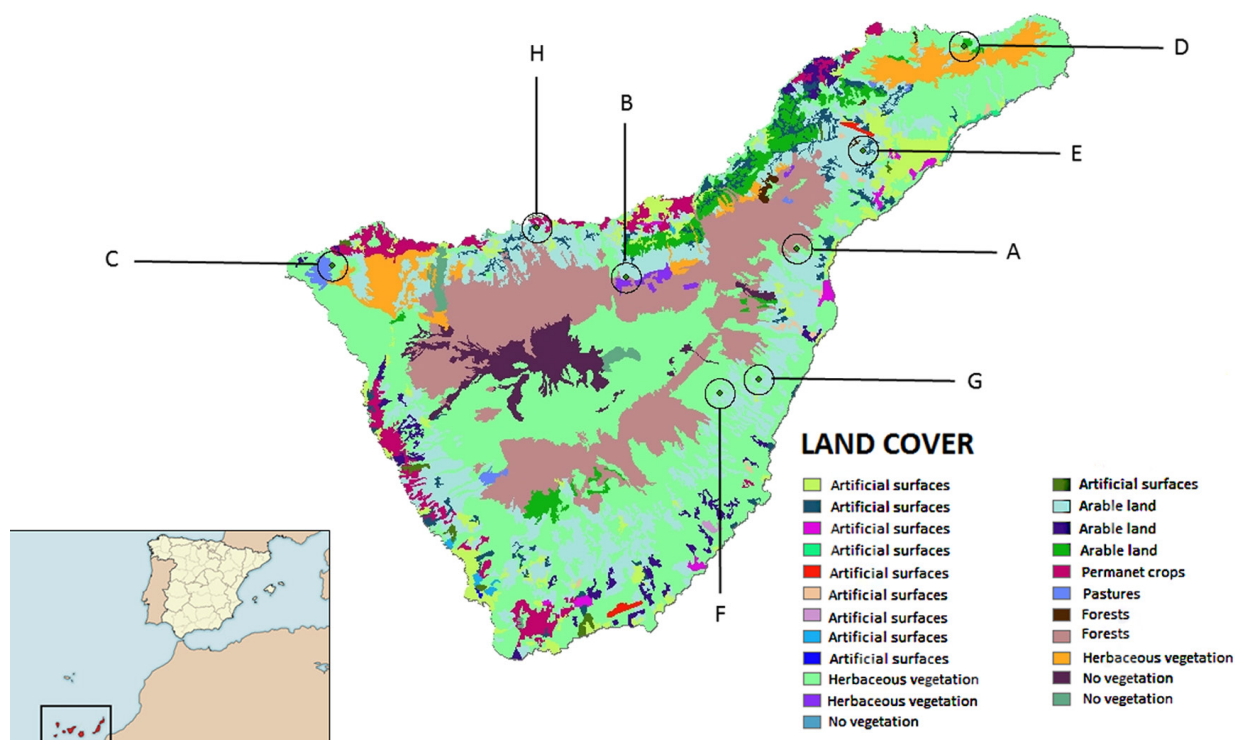 D
H
B
E
C
A
G
F
LAND COVER
Artificial surfaces
Artificial surfaces
Artificial surfaces
Artificial surfaces
Artificial surfaces
Artificial surfaces
Artificial surfaces
Artificial surfaces
Artificial surfaces
Herbaceous vegetation
Herbaceous vegetation
No vegetation
Artificial surfaces
Arable land
Arable land
Arable land
Permanet crops
Pastures
Forests
Forests
Herbaceous vegetation
No vegetation
No vegetation